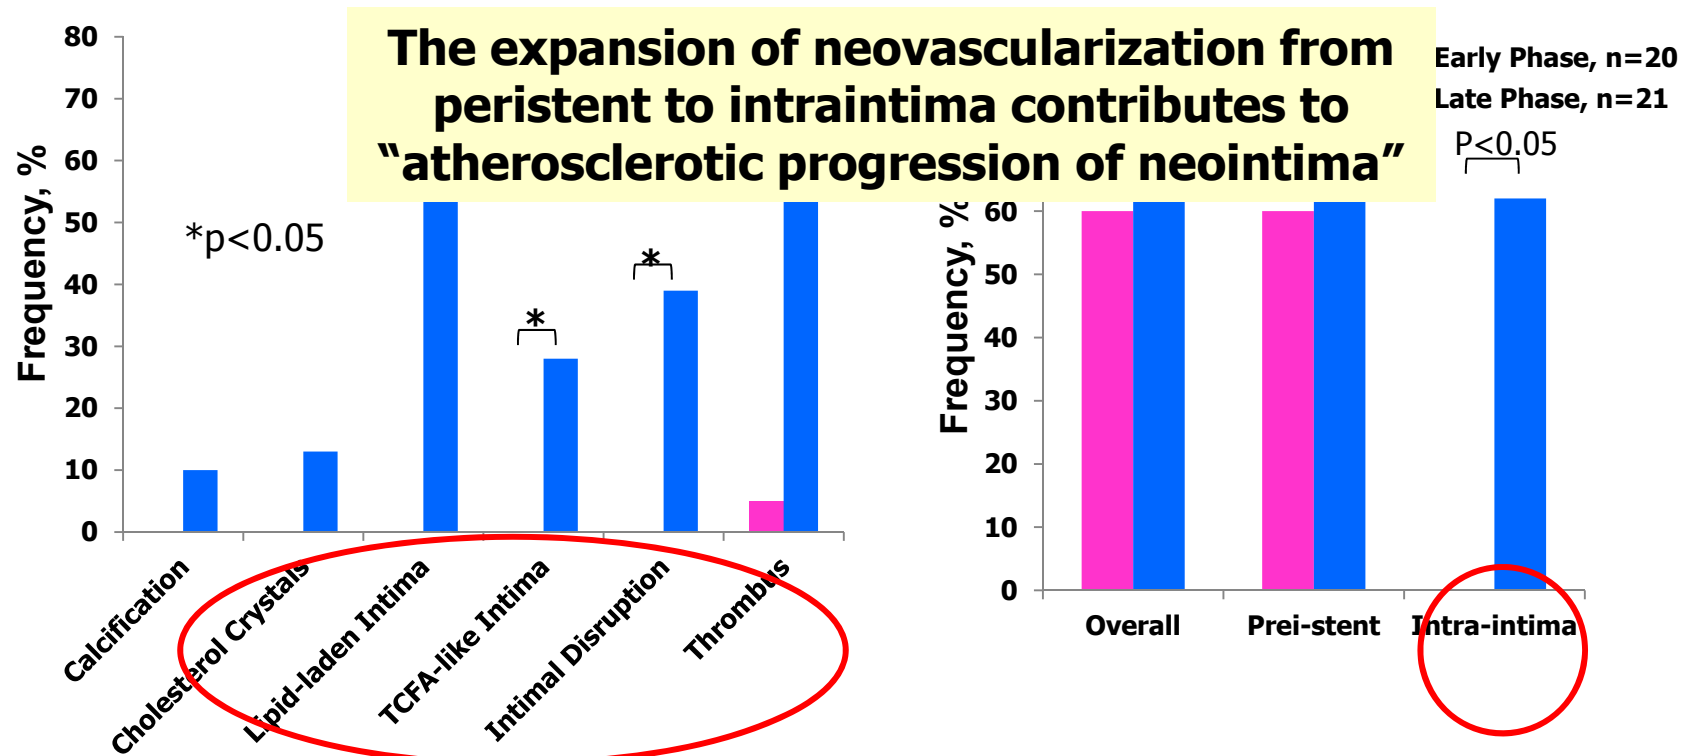 The expansion of neovascularization from
peristent to intraintima contributes to
“atherosclerotic progression of neointima”
Early Phase, n=20
Late Phase, n=21
P<0.05
Frequency, %
80
70
60
50
40
30
20
10
0
*p<0.05
*
*
Calcification
Cholesterol Crystals
Lipid-laden Intima
TCFA-like Intima
Intimal Disruption
Thrombus
Frequency, %
60
50
40
30
20
10
0
Overall
Prei-stent
Intra-intima